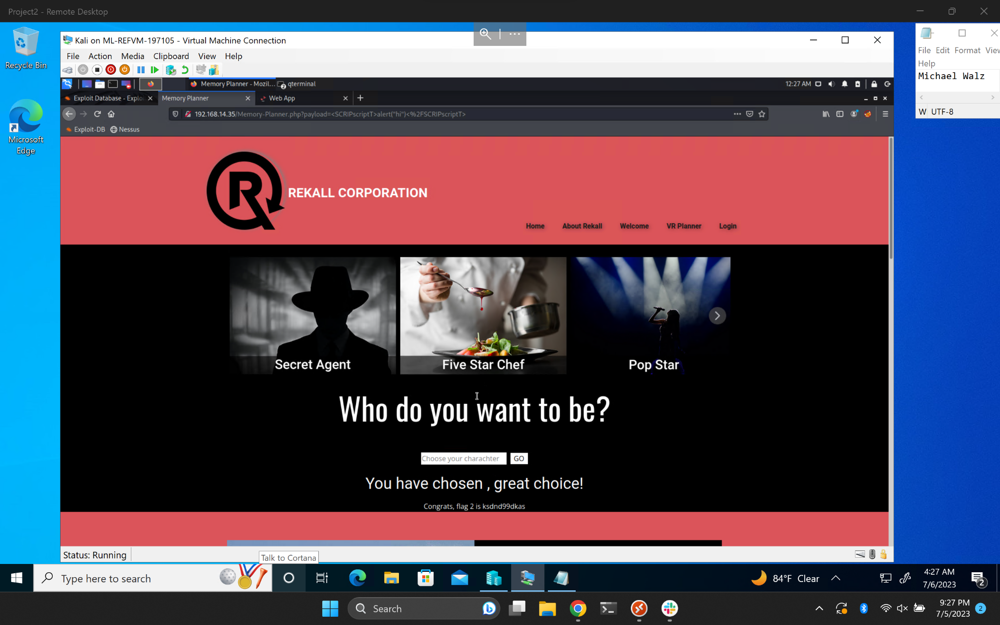 Project2 - Remote Desktop
Recycle Bin
Microsoft
Edge
Kali on ML-REFVM-197105 - Virtual Machine Connection
File Action Media Clipboard View Help
Memory Planner - Mozil...
qterminal
12:27 AM
Memory Planner
Web App
192.168.14.35/Memory-Planner.php?payload=<SCRIPscriptT>alert("hi")<%2FSCRIPscriptT>
Exploit-DB Nessus
REKALL CORPORATION
Home About Rekall Welcome VR Planner Login
Secret Agent
Five Star Chef
Pop Star
Who do you want to be?
Choose your charachter GO
You have chosen , great choice!
Congrats, flag 2 is ksdnd99dkas
Status: Running
Talk to Cortana
File Edit Format
Help
Michael Walz
W UTF-8
Type here to search
84°F Clear
4:27 AM
7/6/2023
2
Search
9:27 PM
7/5/2023
2